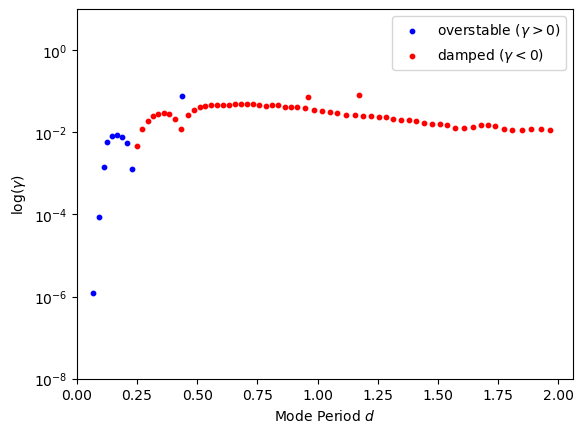 overstable (γ > 0)
damped (γ < 0)
10⁰
10⁻²
10⁻⁴
10⁻⁶
10⁻⁸
log(γ)
0.00 0.25 0.50 0.75 1.00 1.25 1.50 1.75 2.00
Mode Period d